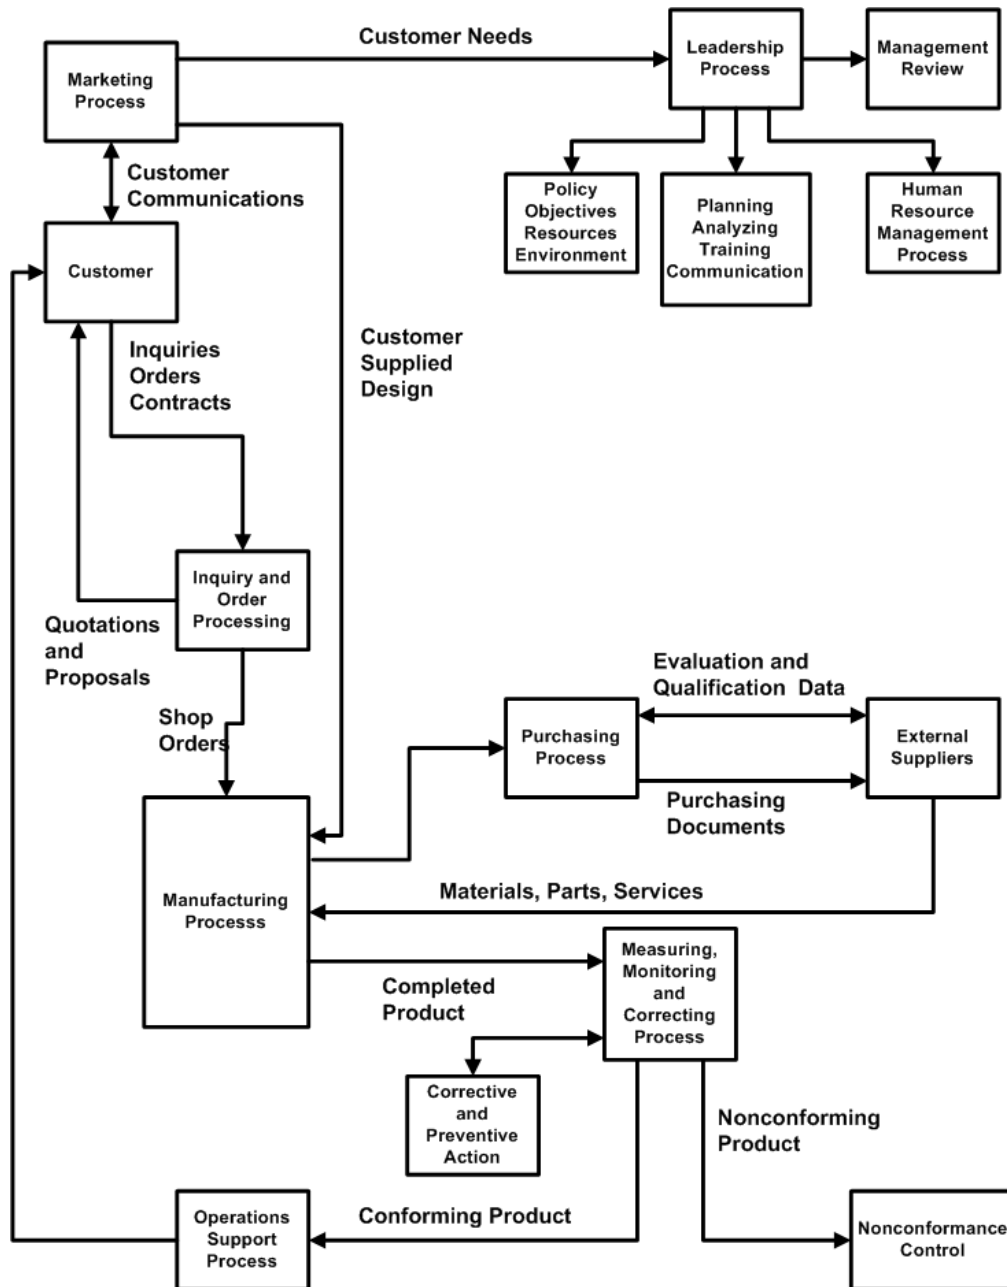 Customer Needs
Marketing
Process
Leadership
Process
Management
Review
Customer
Communications
Policy
Objectives
Resources
Environment
Planning
Analyzing
Training
Communication
Human
Resource
Management
Process
Customer
Inquiries
Orders
Contracts
Customer
Supplied
Design
Inquiry and
Order
Processing
Quotations
and
Proposals
Shop
Orders
Evaluation and
Qualification Data
Purchasing
Process
External
Suppliers
Purchasing
Documents
Manufacturing
Processs
Materials, Parts, Services
Measuring,
Monitoring
and
Correcting
Process
Completed
Product
Corrective
and
Preventive
Action
Nonconforming
Product
Operations
Support
Process
Conforming Product
Nonconformance
Control